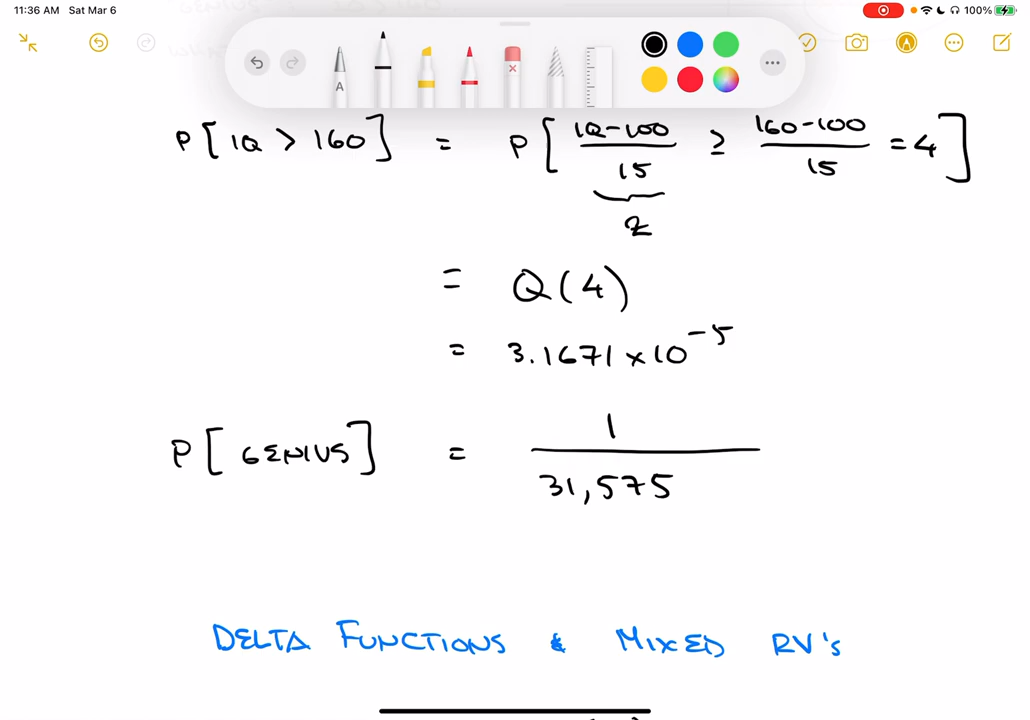 11:36 AM Sat Mar 6 100%
GENIUS
A
P[IQ > 160] = P[ IQ-100 / 15 ≥ 160-100 / 15 = 4 ]
Z
= Q(4)
= 3.1671 × 10^-5
P[GENIUS] = 1 / 31,575
DELTA FUNCTIONS & MIXED RV's